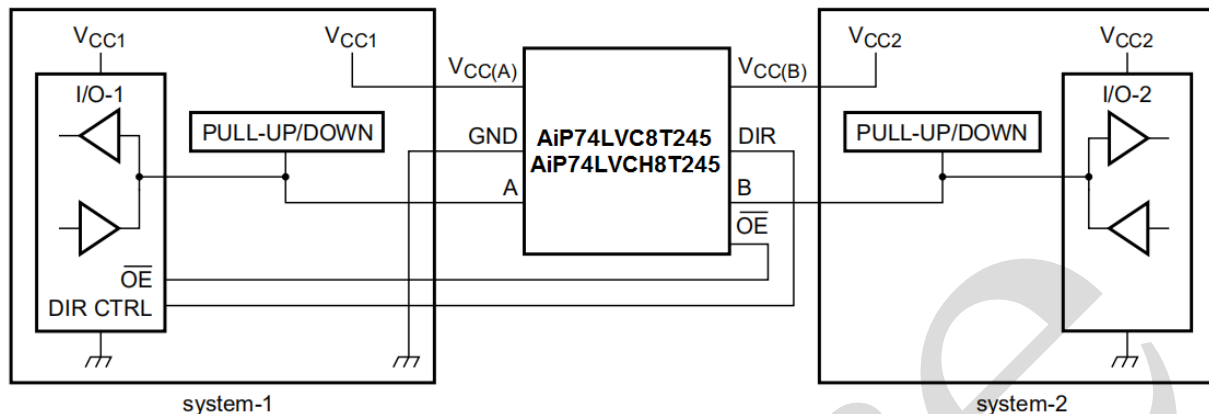 VCC1
VCC1
I/O-1
PULL-UP/DOWN
OE
DIR CTRL
system-1
VCC(A)
GND
A
AiP74LVC8T245
AiP74LVCH8T245
VCC(B)
DIR
B
OE
VCC2
VCC2
I/O-2
PULL-UP/DOWN
system-2